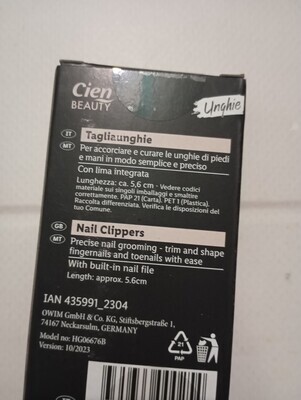 Cien
BEAUTY
Unghie
IT
MT
Tagliaunghie
Per accorciare e curare le unghie di piedi
e mani in modo semplice e preciso
Con lima integrata
Lunghezza: ca. 5,6 cm - Vedere codici
materiale sui singoli imballaggi e smaltire
correttamente. PAP 21 (Carta). PET 1 (Plastica).
Raccolta differenziata. Verifica le disposizioni del
tuo Comune.
GB
MT
Nail Clippers
Precise nail grooming - trim and shape
fingernails and toenails with ease
With built-in nail file
Length: approx. 5.6cm
IAN 435991_2304
OWIM GmbH & Co. KG, Stiftsbergstraße 1,
74167 Neckarsulm, GERMANY
Model no: HG06676B
Version: 10/2023
21
PAP